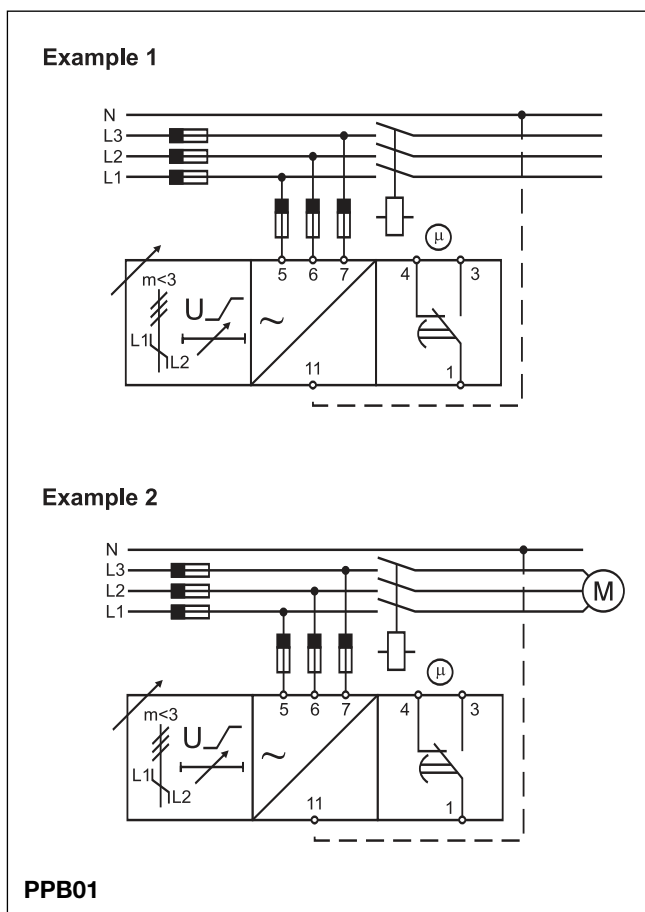 Example 1
N
L3
L2
L1
µ
5 6 7 4 3
m<3
U
L1
L2
~
11
1
Example 2
N
L3
L2
L1
M
µ
5 6 7 4 3
m<3
U
L1
L2
~
11
1
PPB01